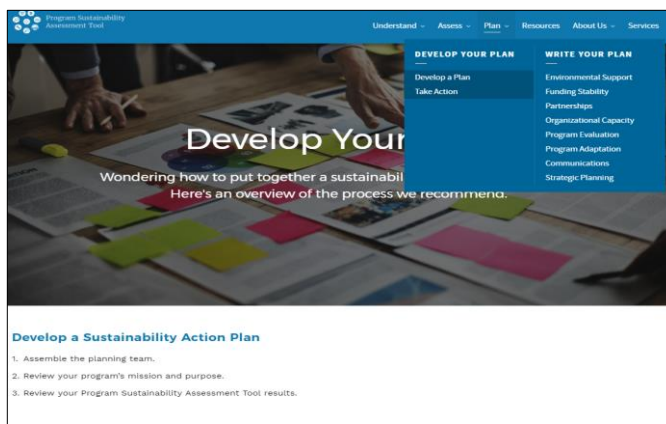 Program Sustainability
Assessment Tool
Understand Assess Plan Resources About Us Services
DEVELOP YOUR PLAN
Develop a Plan
Take Action
WRITE YOUR PLAN
Environmental Support
Funding Stability
Partnerships
Organizational Capacity
Program Evaluation
Program Adaptation
Communications
Strategic Planning
Develop Your
Wondering how to put together a sustainabil
Here's an overview of the process we recommend.
Develop a Sustainability Action Plan
1. Assemble the planning team.
2. Review your program's mission and purpose.
3. Review your Program Sustainability Assessment Tool results.